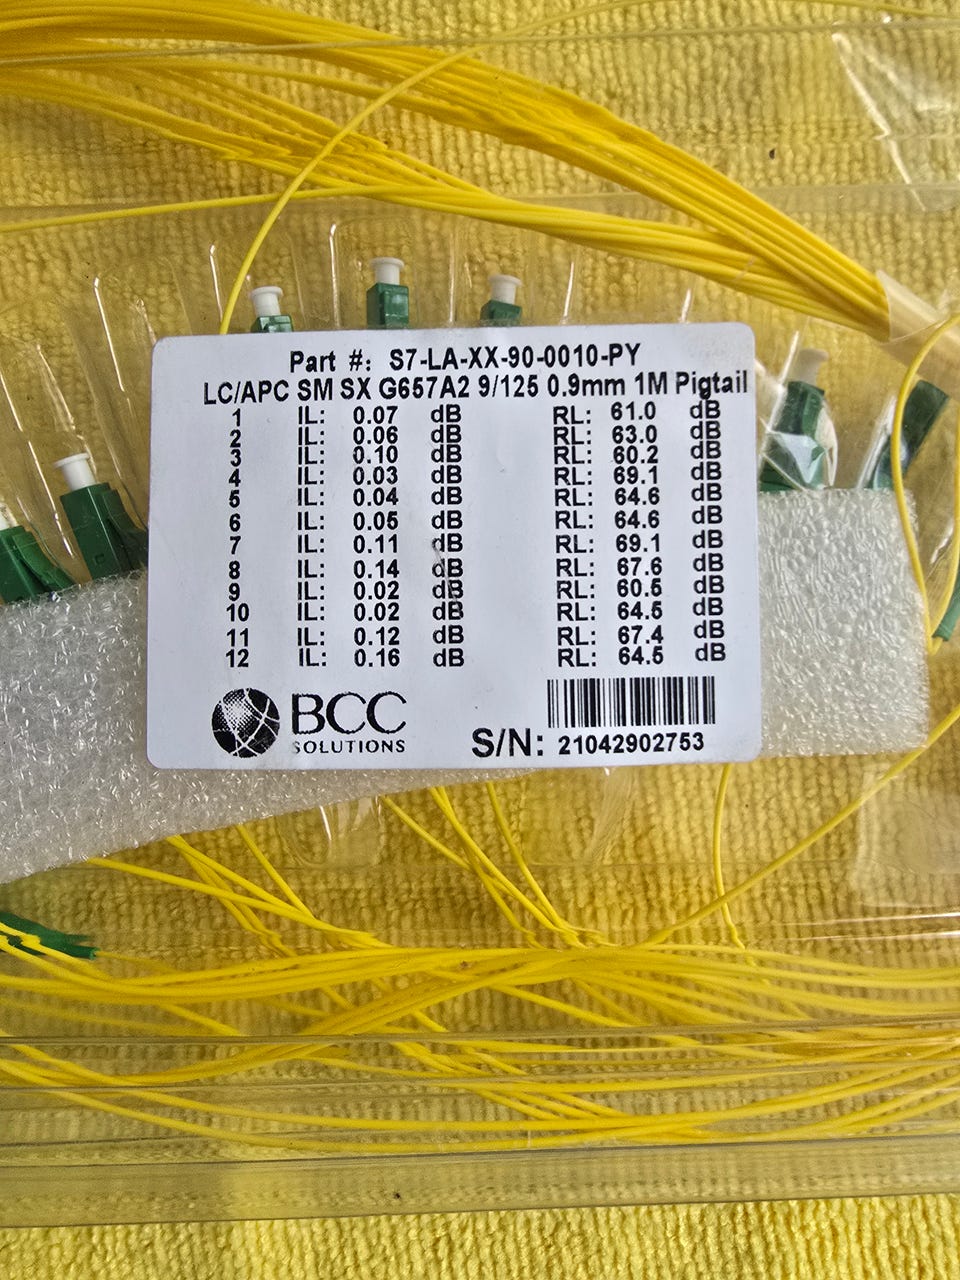 Part #: S7-LA-XX-90-0010-PY
LC/APC SM SX G657A2 9/125 0.9mm 1M Pigtail
1 IL: 0.07 dB RL: 61.0 dB
2 IL: 0.06 dB RL: 63.0 dB
3 IL: 0.10 dB RL: 60.2 dB
4 IL: 0.03 dB RL: 69.1 dB
5 IL: 0.04 dB RL: 64.6 dB
6 IL: 0.05 dB RL: 64.6 dB
7 IL: 0.11 dB RL: 69.1 dB
8 IL: 0.14 dB RL: 67.6 dB
9 IL: 0.02 dB RL: 60.5 dB
10 IL: 0.02 dB RL: 64.5 dB
11 IL: 0.12 dB RL: 67.4 dB
12 IL: 0.16 dB RL: 64.5 dB
BCC
SOLUTIONS
S/N: 21042902753